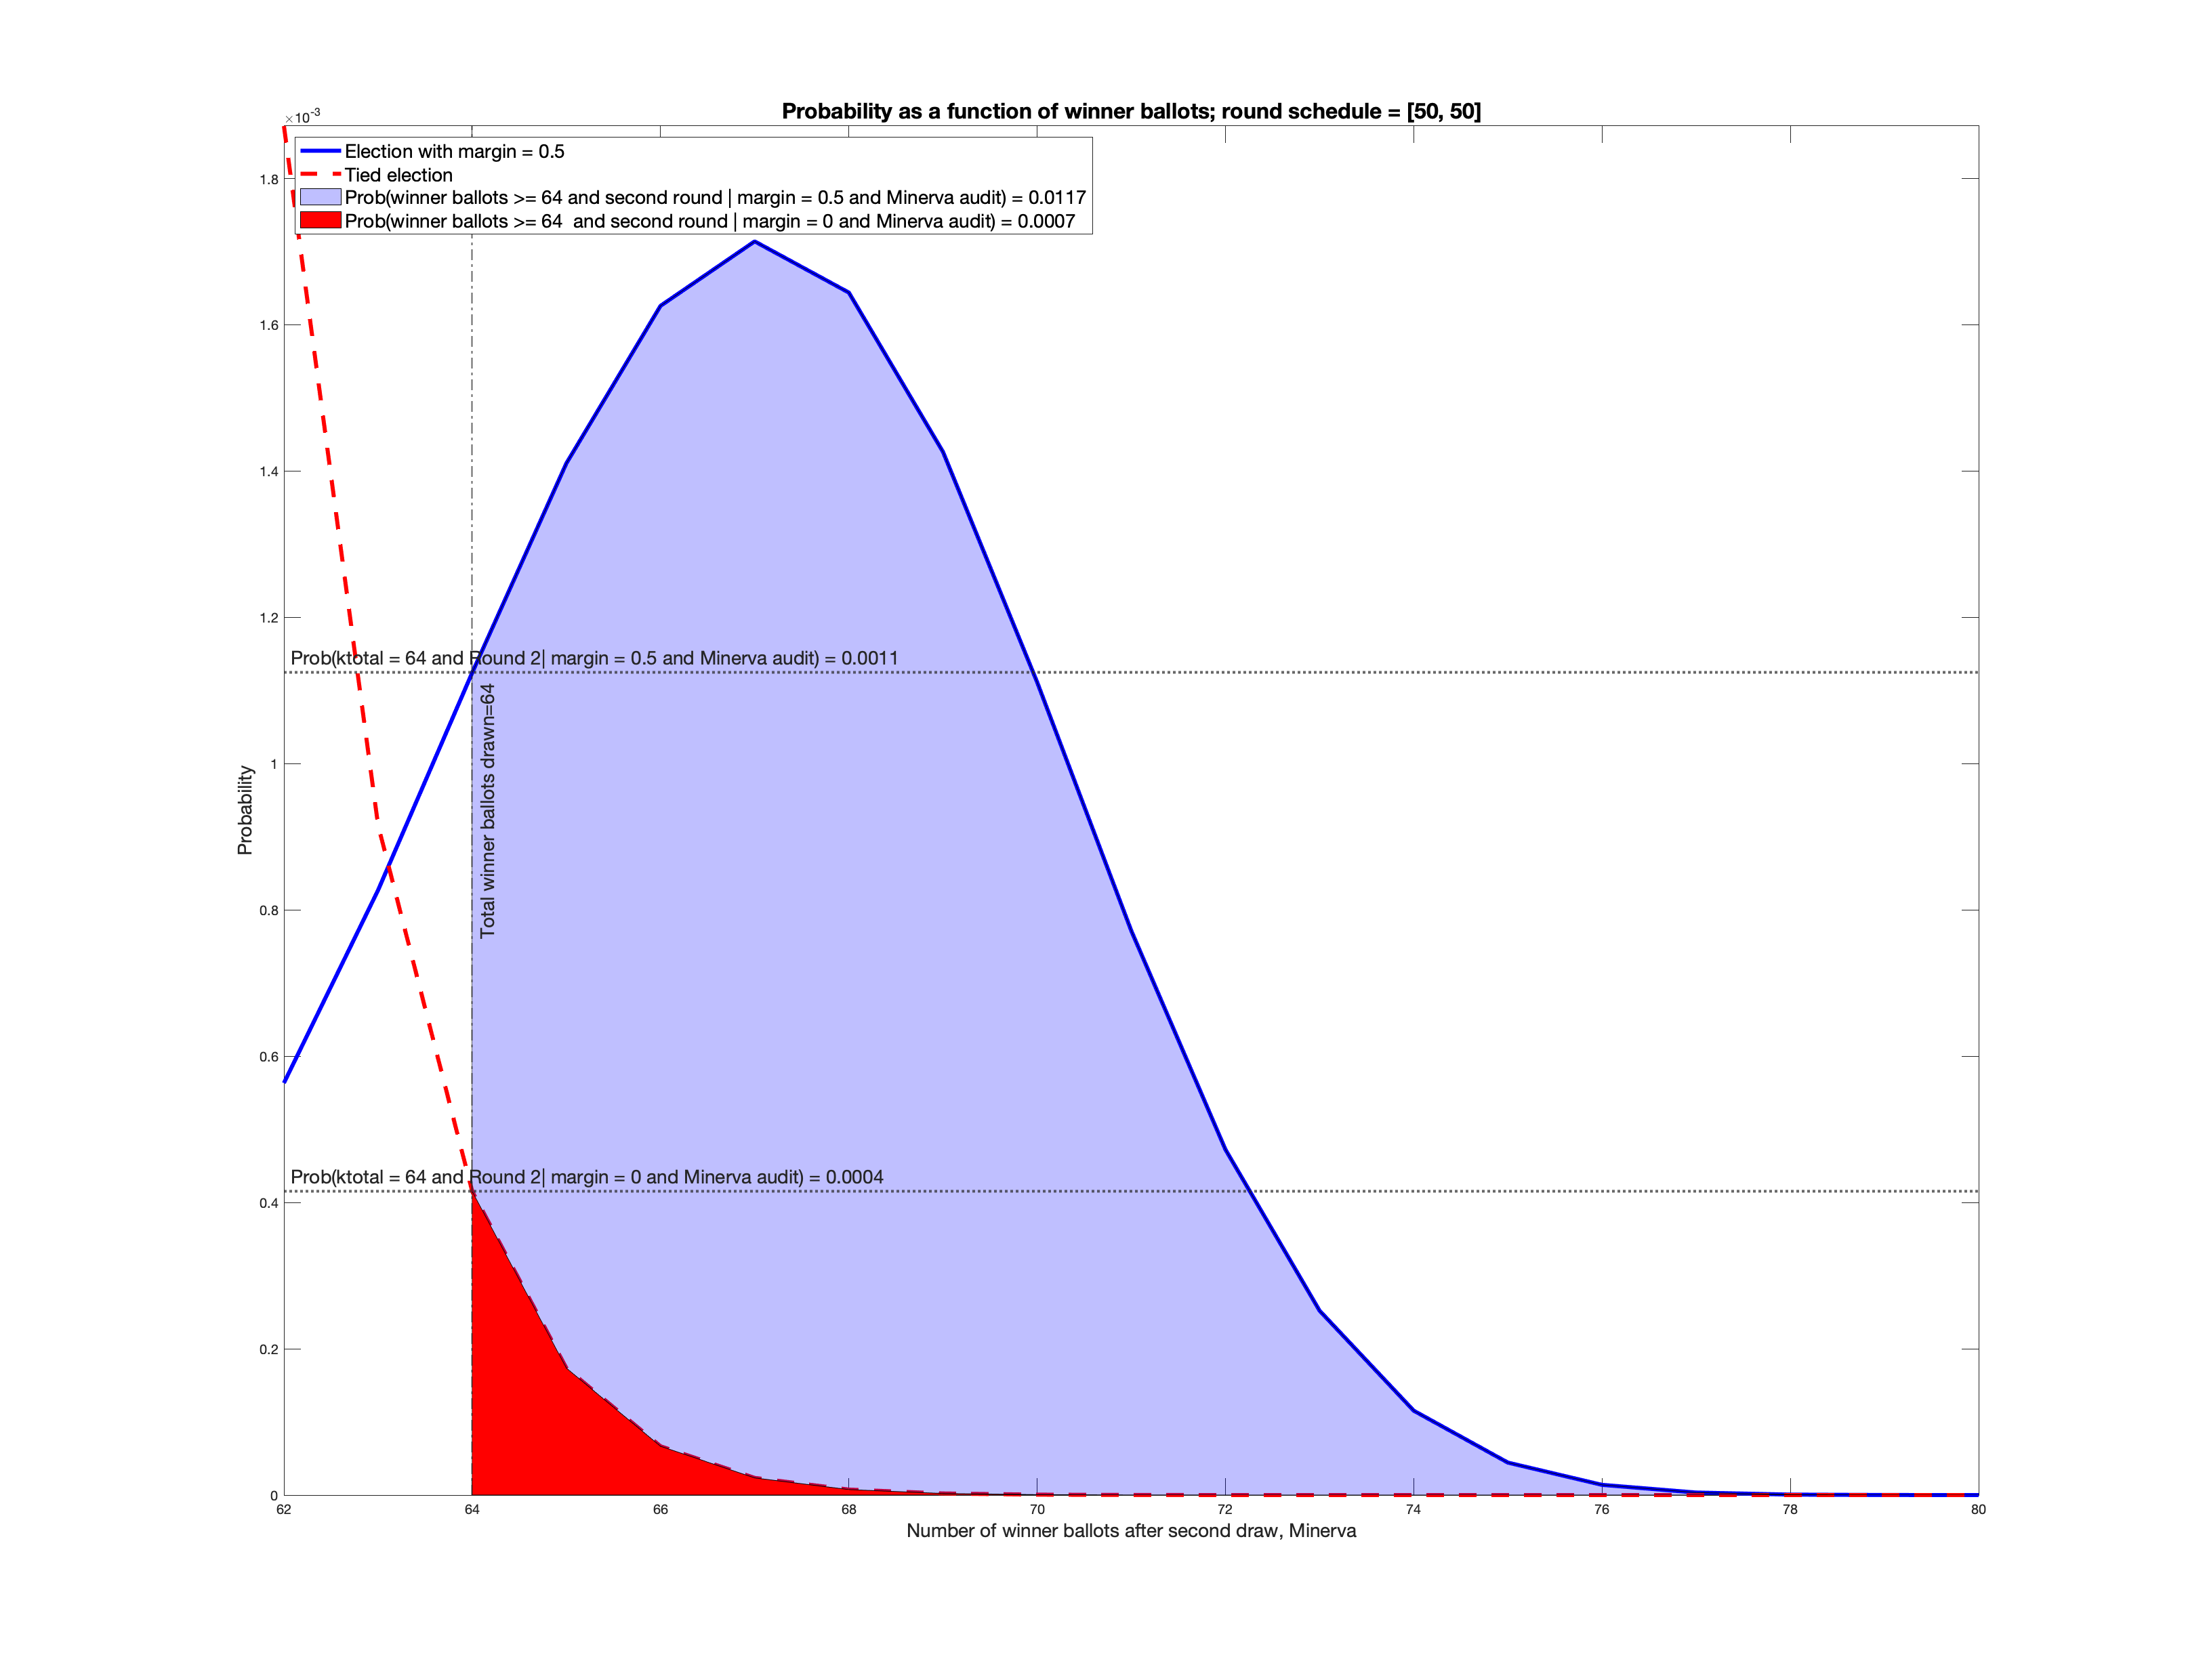 Probability as a function of winner ballots; round schedule = [50, 50]
×10-3
Election with margin = 0.5
Tied election
Prob(winner ballots >= 64 and second round | margin = 0.5 and Minerva audit) = 0.0117
Prob(winner ballots >= 64  and second round | margin = 0 and Minerva audit) = 0.0007
1.8
1.6
1.4
1.2
Prob(ktotal = 64 and Round 2| margin = 0.5 and Minerva audit) = 0.0011
Total winner ballots drawn=64
1
Probability
0.8
0.6
Prob(ktotal = 64 and Round 2| margin = 0 and Minerva audit) = 0.0004
0.4
0.2
0
62 64 66 68 70 72 74 76 78 80
Number of winner ballots after second draw, Minerva